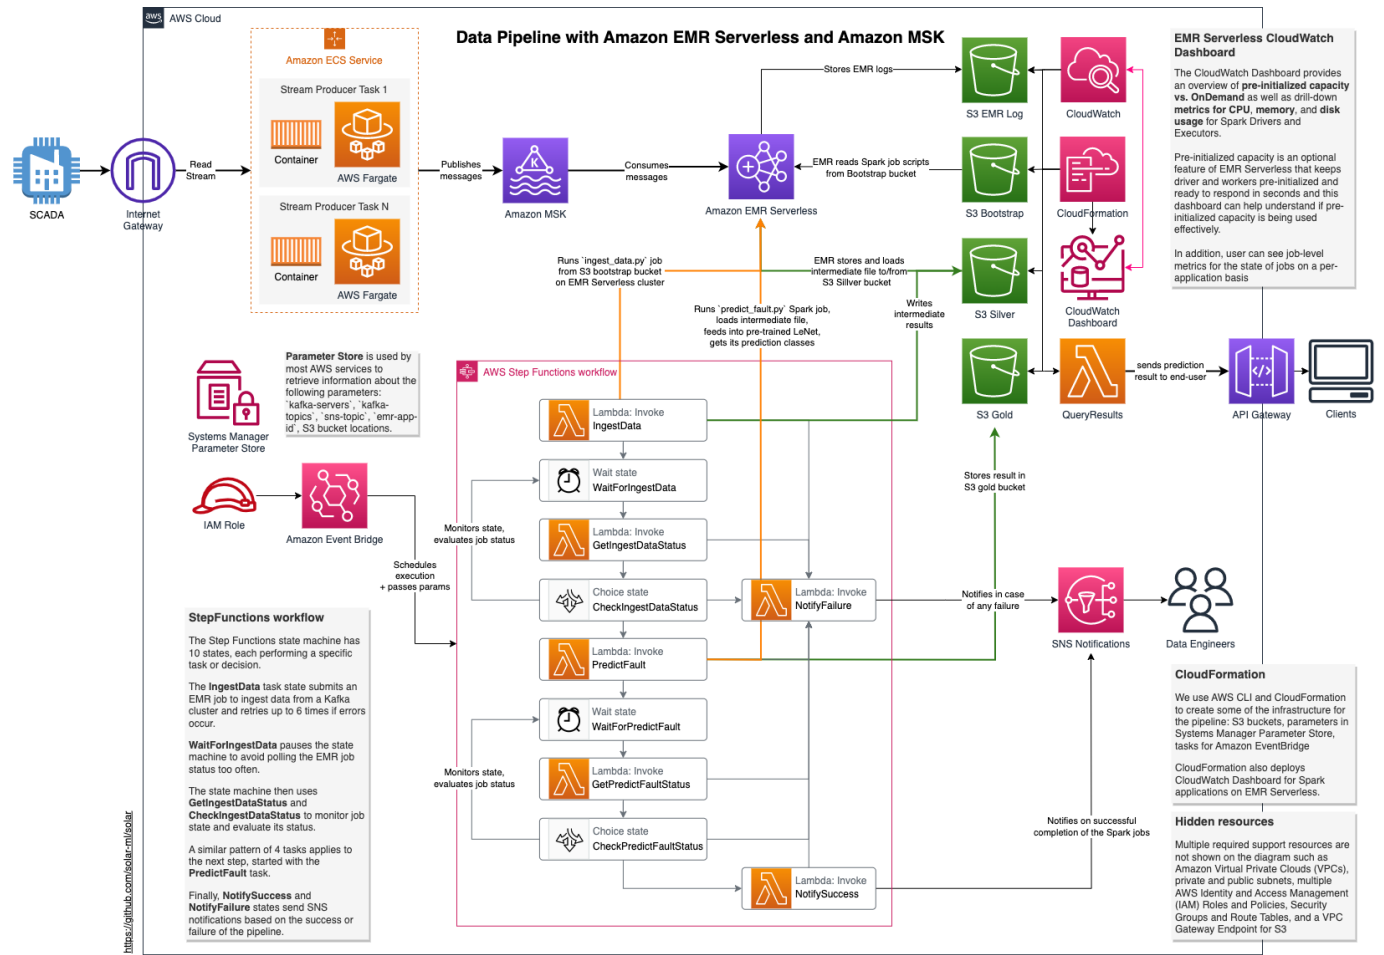 aws
AWS Cloud
Data Pipeline with Amazon EMR Serverless and Amazon MSK
Amazon ECS Service
Stream Producer Task 1
Container
AWS Fargate
Stream Producer Task N
Container
AWS Fargate
SCADA
Internet
Gateway
Read
Stream
Publishes
messages
K
Amazon MSK
Consumes
messages
Amazon EMR Serverless
Stores EMR logs
EMR reads Spark job scripts
from Bootstrap bucket
S3 EMR Log
S3 Bootstrap
S3 Silver
S3 Gold
CloudWatch
CloudFormation
CloudWatch
Dashboard
QueryResults
sends prediction
result to end-user
API Gateway
Clients
Runs `ingest_data.py` job
from S3 bootstrap bucket
on EMR Serverless cluster
EMR stores and loads
intermediate file to/from
S3 Siilver bucket
Writes
intermediate
results
Runs `predict_fault.py` Spark job,
loads intermediate file,
feeds into pre-trained LeNet,
gets its prediction classes
EMR Serverless CloudWatch
Dashboard
The CloudWatch Dashboard provides
an overview of pre-initialized capacity
vs. OnDemand as well as drill-down
metrics for CPU, memory, and disk
usage for Spark Drivers and
Executors.
Pre-initialized capacity is an optional
feature of EMR Serverless that keeps
driver and workers pre-initialized and
ready to respond in seconds and this
dashboard can help understand if pre-
initialized capacity is being used
effectively.
In addition, user can see job-level
metrics for the state of jobs on a per-
application basis
Systems Manager
Parameter Store
Parameter Store is used by
most AWS services to
retrieve information about the
following parameters:
`kafka-servers`, `kafka-
topics`, `sns-topic`, `emr-app-
id`, S3 bucket locations.
IAM Role
Amazon Event Bridge
Schedules
execution
+ passes params
AWS Step Functions workflow
Lambda: Invoke
IngestData
Wait state
WaitForIngestData
Lambda: Invoke
GetIngestDataStatus
Choice state
CheckIngestDataStatus
Lambda: Invoke
PredictFault
Wait state
WaitForPredictFault
Lambda: Invoke
GetPredictFaultStatus
Choice state
CheckPredictFaultStatus
Lambda: Invoke
NotifyFailure
Lambda: Invoke
NotifySuccess
Monitors state,
evaluates job status
Monitors state,
evaluates job status
Stores result in
S3 gold bucket
Notifies in case
of any failure
SNS Notifications
Data Engineers
Notifies on successful
completion of the Spark jobs
StepFunctions workflow
The Step Functions state machine has
10 states, each performing a specific
task or decision.
The IngestData task state submits an
EMR job to ingest data from a Kafka
cluster and retries up to 6 times if errors
occur.
WaitForIngestData pauses the state
machine to avoid polling the EMR job
status too often.
The state machine then uses
GetIngestDataStatus and
CheckIngestDataStatus to monitor job
state and evaluate its status.
A similar pattern of 4 tasks applies to
the next step, started with the
PredictFault task.
Finally, NotifySuccess and
NotifyFailure states send SNS
notifications based on the success or
failure of the pipeline.
https://github.com/solar-ml/solar
CloudFormation
We use AWS CLI and CloudFormation
to create some of the infrastructure for
the pipeline: S3 buckets, parameters in
Systems Manager Parameter Store,
tasks for Amazon EventBridge
CloudFormation also deploys
CloudWatch Dashboard for Spark
applications on EMR Serverless.
Hidden resources
Multiple required support resources are
not shown on the diagram such as
Amazon Virtual Private Clouds (VPCs),
private and public subnets, multiple
AWS Identity and Access Management
(IAM) Roles and Policies, Security
Groups and Route Tables, and a VPC
Gateway Endpoint for S3